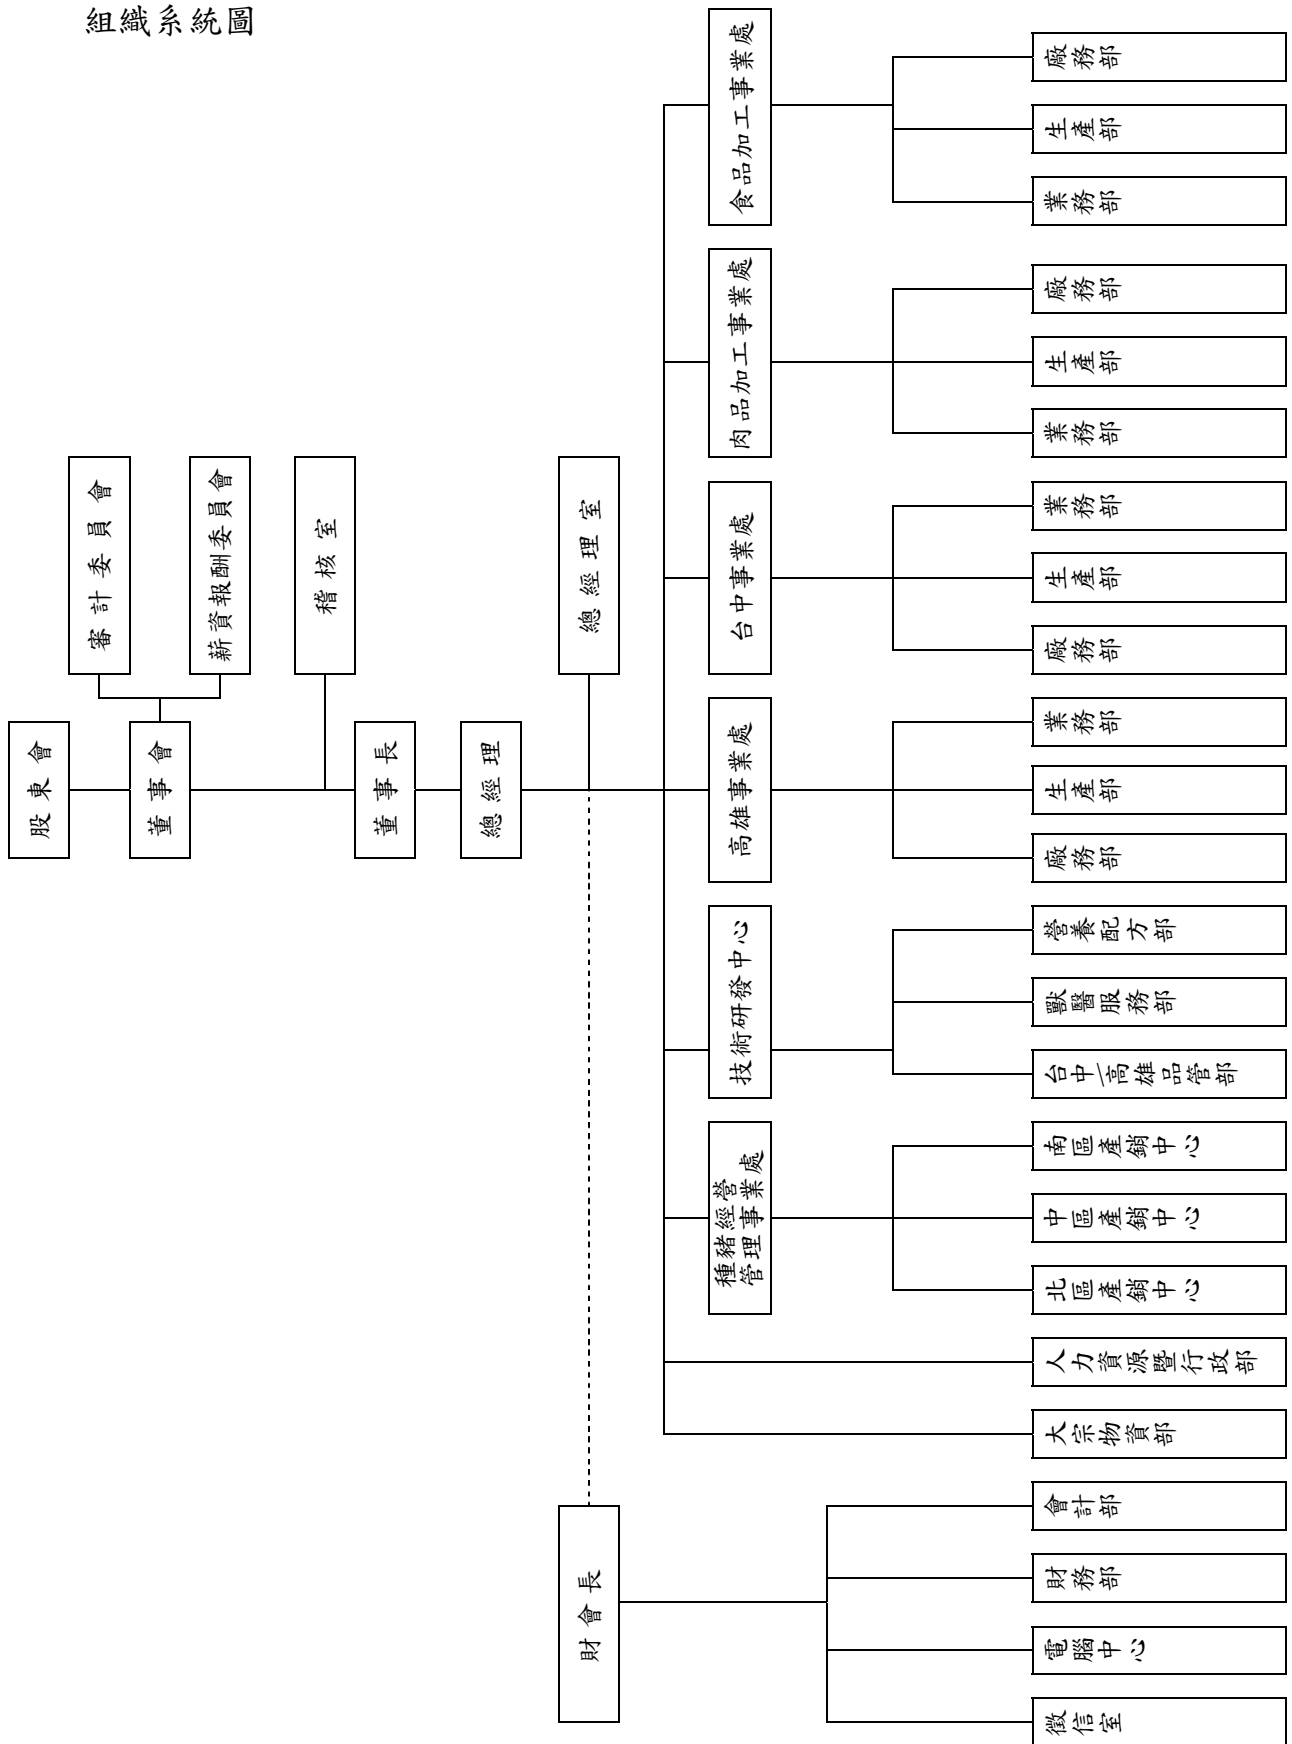 組織系統圖
股東會
董事會
審計委員會
薪資報酬委員會
稽核室
董事長
總經理
總經理室
財會長
食品加工事業處
廠務部
生產部
業務部
肉品加工事業處
廠務部
生產部
業務部
台中事業處
業務部
生產部
廠務部
高雄事業處
業務部
生產部
廠務部
技術研發中心
營養配方部
獸醫服務部
台中/高雄品管部
種豬經營
管理事業處
南區產銷中心
中區產銷中心
北區產銷中心
人力資源暨行政部
大宗物資部
會計部
財務部
電腦中心
徵信室